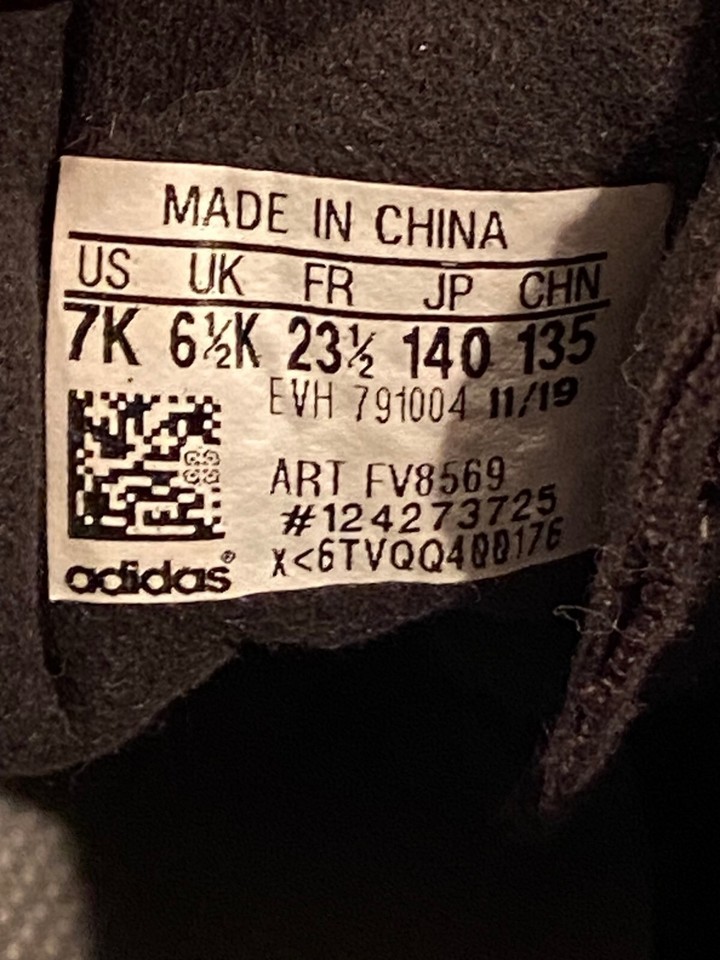 MADE IN CHINA
US UK FR JP CHN
7K 6½K 23½ 140 135
EVH 791004 11/19
ART FV8569
#124273725
X<6TVQQ400176
adidas®